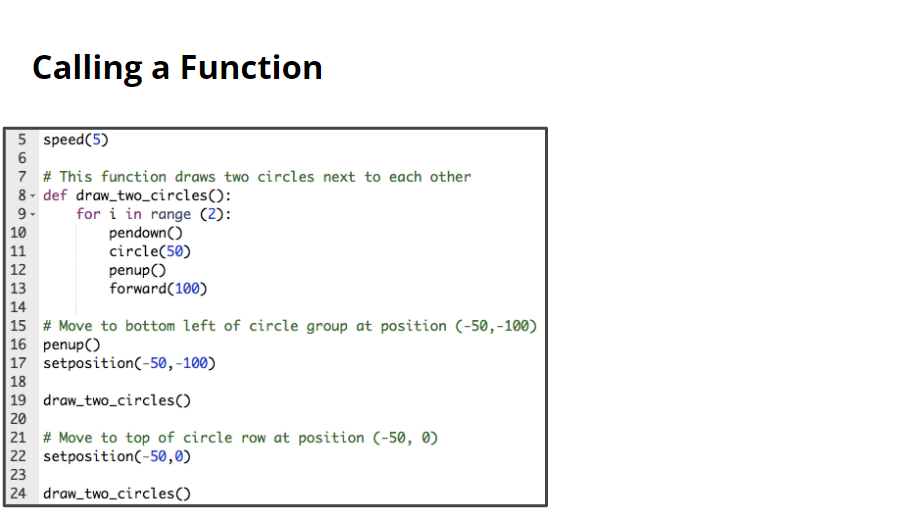 Calling a Function
5 speed(5)
6
7 # This function draws two circles next to each other
8 def draw_two_circles():
9     for i in range (2):
10         pendown()
11         circle(50)
12         penup()
13         forward(100)
14
15 # Move to bottom left of circle group at position (-50,-100)
16 penup()
17 setposition(-50,-100)
18
19 draw_two_circles()
20
21 # Move to top of circle row at position (-50, 0)
22 setposition(-50,0)
23
24 draw_two_circles()